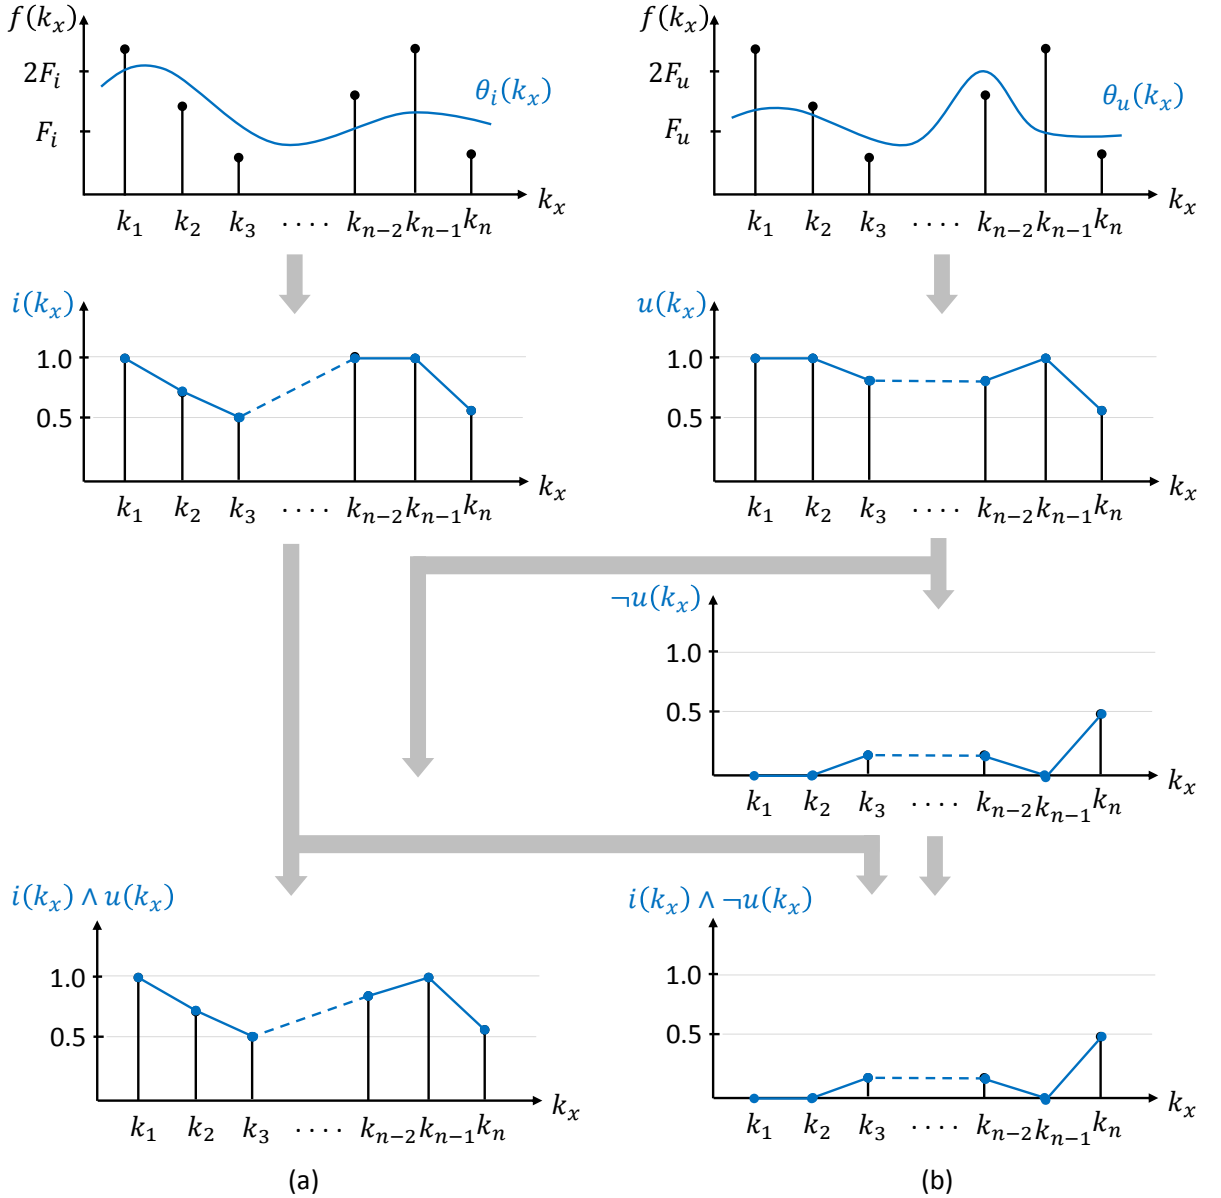 f(kₓ)
2Fᵢ
Fᵢ
θᵢ(kₓ)
k₁ k₂ k₃ ···· kₙ₋₂ kₙ₋₁ kₙ kₓ
f(kₓ)
2Fᵤ
Fᵤ
θᵤ(kₓ)
k₁ k₂ k₃ ···· kₙ₋₂ kₙ₋₁ kₙ kₓ
i(kₓ)
1.0
0.5
k₁ k₂ k₃ ···· kₙ₋₂ kₙ₋₁ kₙ kₓ
u(kₓ)
1.0
0.5
k₁ k₂ k₃ ···· kₙ₋₂ kₙ₋₁ kₙ kₓ
¬u(kₓ)
1.0
0.5
k₁ k₂ k₃ ···· kₙ₋₂ kₙ₋₁ kₙ kₓ
i(kₓ) ∧ u(kₓ)
1.0
0.5
k₁ k₂ k₃ ···· kₙ₋₂ kₙ₋₁ kₙ kₓ
(a)
i(kₓ) ∧ ¬u(kₓ)
1.0
0.5
k₁ k₂ k₃ ···· kₙ₋₂ kₙ₋₁ kₙ kₓ
(b)